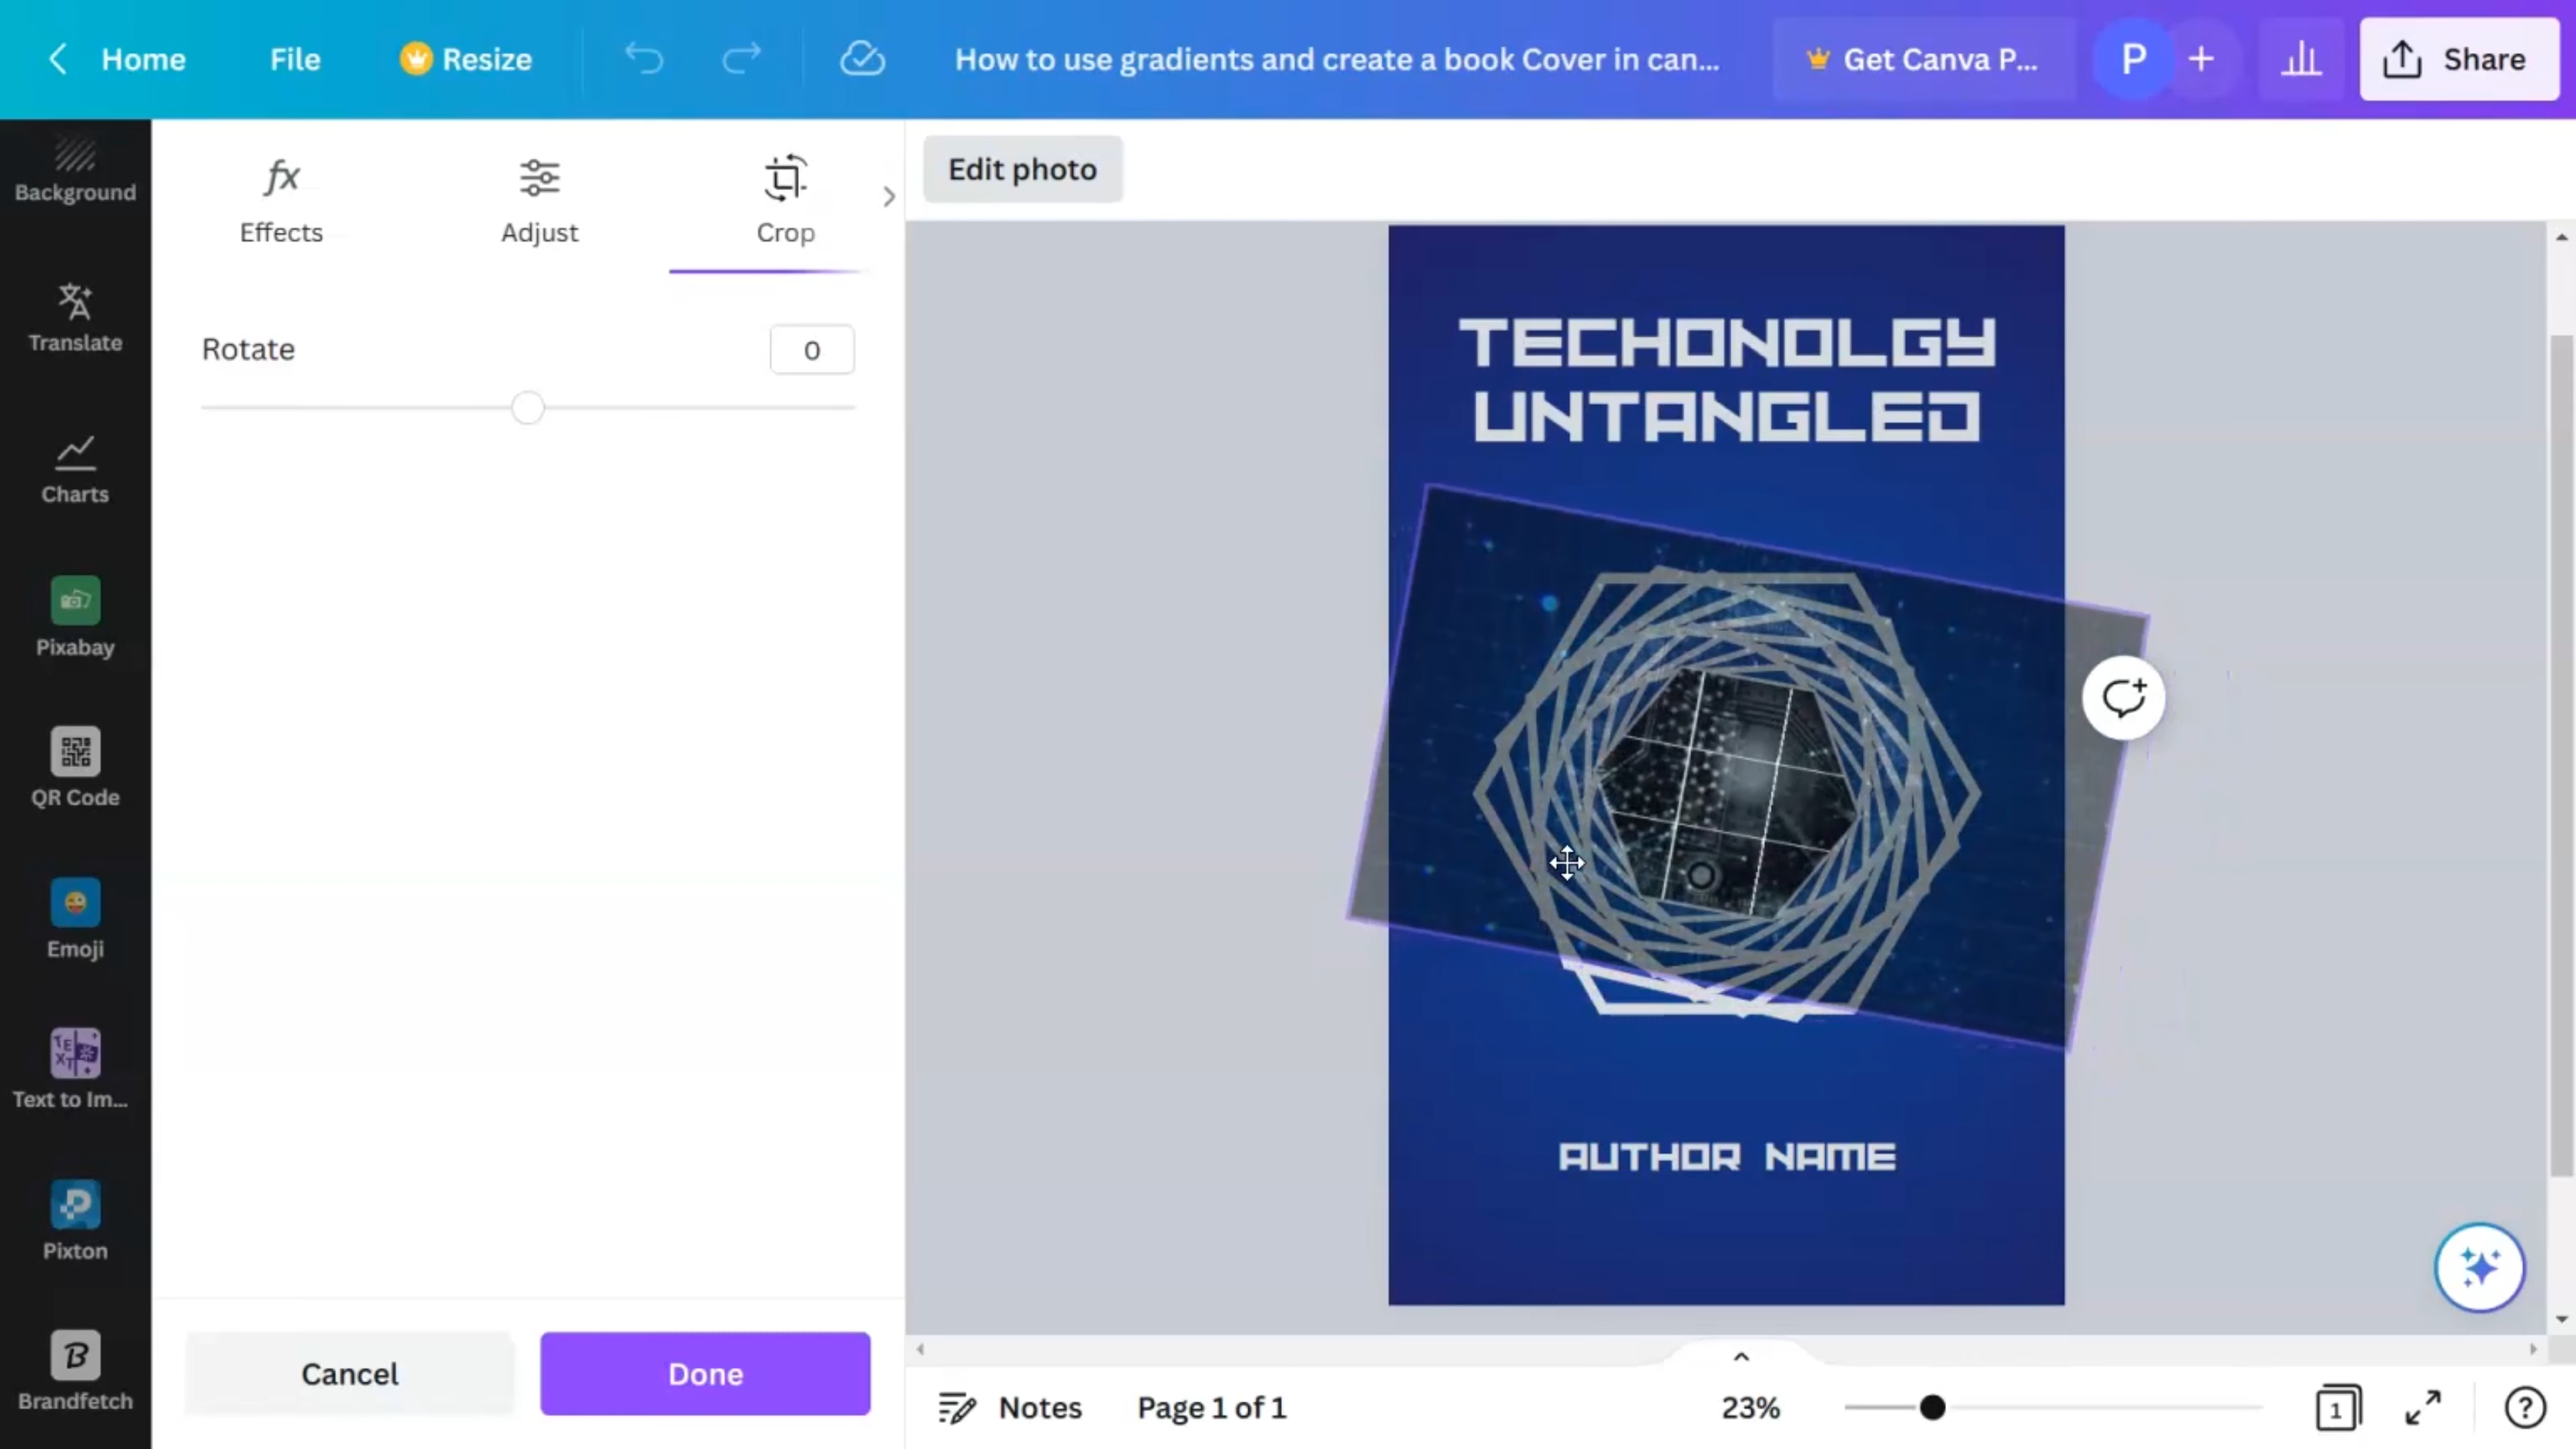 Home File Resize How to use gradients and create a book Cover in can... Get Canva P... P + Share
Background
Translate
Charts
Pixabay
QR Code
Emoji
Text to Im...
Pixton
Brandfetch
fx
Effects Adjust Crop
Rotate 0
Cancel Done
Edit photo
TECHONOLGY
UNTANGLED
AUTHOR NAME
Notes Page 1 of 1 23% 1 ?